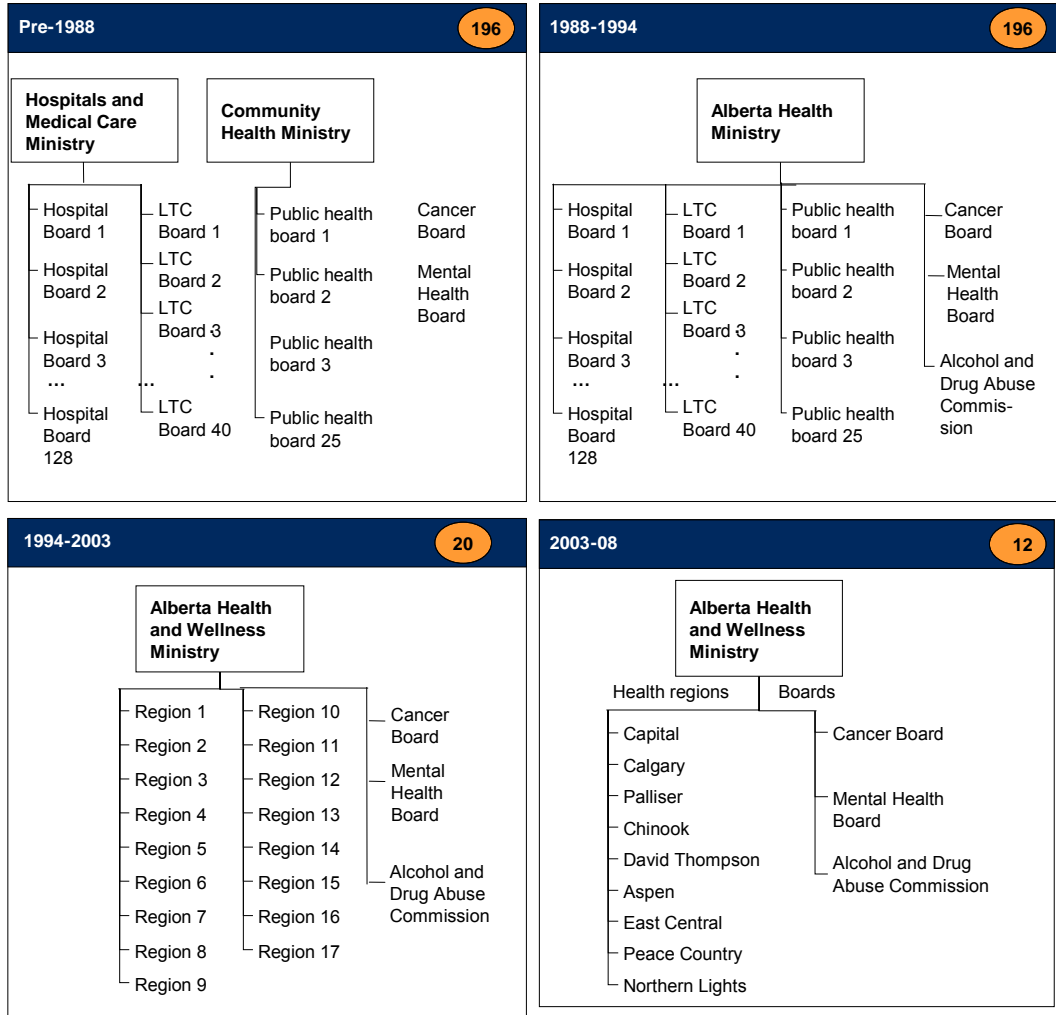 Pre-1988
196
Hospitals and
Medical Care
Ministry
Community
Health Ministry
Hospital
Board 1
Hospital
Board 2
Hospital
Board 3
...
Hospital
Board
128
LTC
Board 1
LTC
Board 2
LTC
Board 3
.
.
.
...
LTC
Board 40
Public health
board 1
Public health
board 2
Public health
board 3
Public health
board 25
Cancer
Board
Mental
Health
Board
1988-1994
196
Alberta Health
Ministry
Hospital
Board 1
Hospital
Board 2
Hospital
Board 3
...
Hospital
Board
128
LTC
Board 1
LTC
Board 2
LTC
Board 3
.
.
.
...
LTC
Board 40
Public health
board 1
Public health
board 2
Public health
board 3
Public health
board 25
Cancer
Board
Mental
Health
Board
Alcohol and
Drug Abuse
Commis-
sion
1994-2003
20
Alberta Health
and Wellness
Ministry
Region 1
Region 2
Region 3
Region 4
Region 5
Region 6
Region 7
Region 8
Region 9
Region 10
Region 11
Region 12
Region 13
Region 14
Region 15
Region 16
Region 17
Cancer
Board
Mental
Health
Board
Alcohol and
Drug Abuse
Commission
2003-08
12
Alberta Health
and Wellness
Ministry
Health regions
Boards
Capital
Calgary
Palliser
Chinook
David Thompson
Aspen
East Central
Peace Country
Northern Lights
Cancer Board
Mental Health
Board
Alcohol and Drug
Abuse Commission